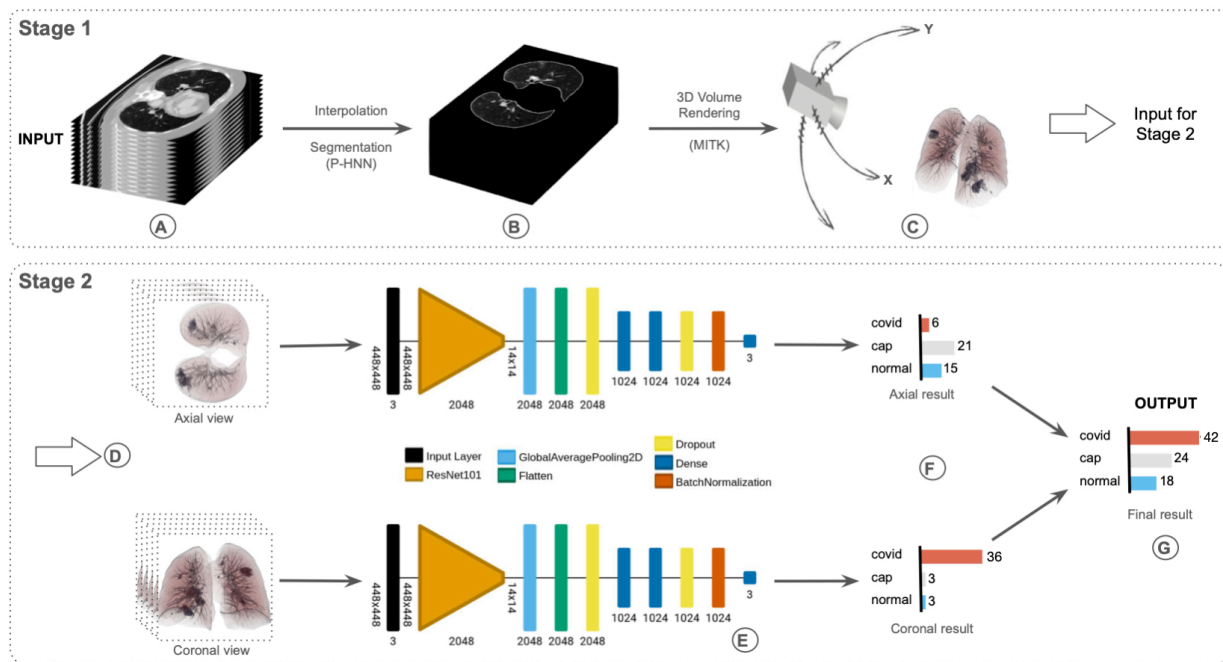 Stage 1
INPUT
Interpolation
Segmentation
(P-HNN)
3D Volume
Rendering
(MITK)
Y
X
Input for
Stage 2
A
B
C
Stage 2
Axial view
D
Coronal view
448x448
3
448x448
2048
14x14
2048
2048
2048
1024
1024
1024
1024
3
Input Layer
ResNet101
GlobalAveragePooling2D
Flatten
Dropout
Dense
BatchNormalization
448x448
3
448x448
2048
14x14
2048
2048
2048
1024
1024
1024
1024
3
E
covid 6
cap 21
normal 15
Axial result
F
covid 36
cap 3
normal 3
Coronal result
OUTPUT
covid 42
cap 24
normal 18
Final result
G